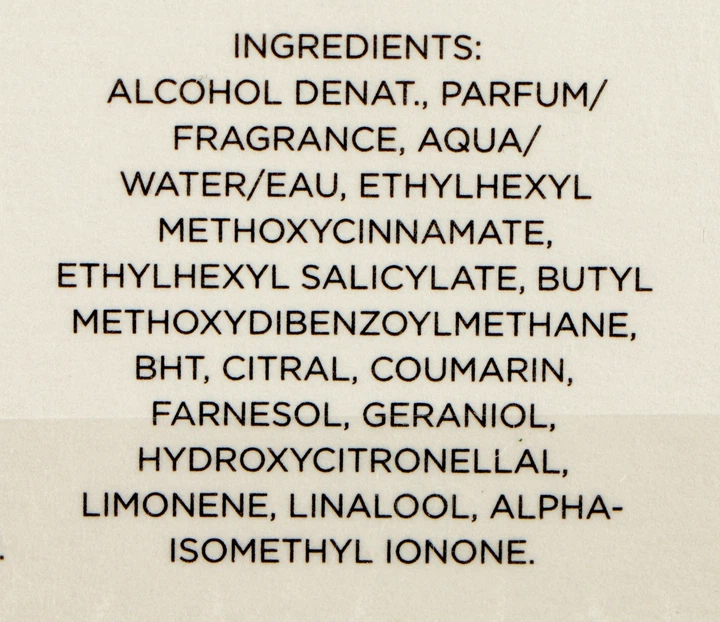 INGREDIENTS:
ALCOHOL DENAT., PARFUM/
FRAGRANCE, AQUA/
WATER/EAU, ETHYLHEXYL
METHOXYCINNAMATE,
ETHYLHEXYL SALICYLATE, BUTYL
METHOXYDIBENZOYLMETHANE,
BHT, CITRAL, COUMARIN,
FARNESOL, GERANIOL,
HYDROXYCITRONELLAL,
LIMONENE, LINALOOL, ALPHA-
ISOMETHYL IONONE.